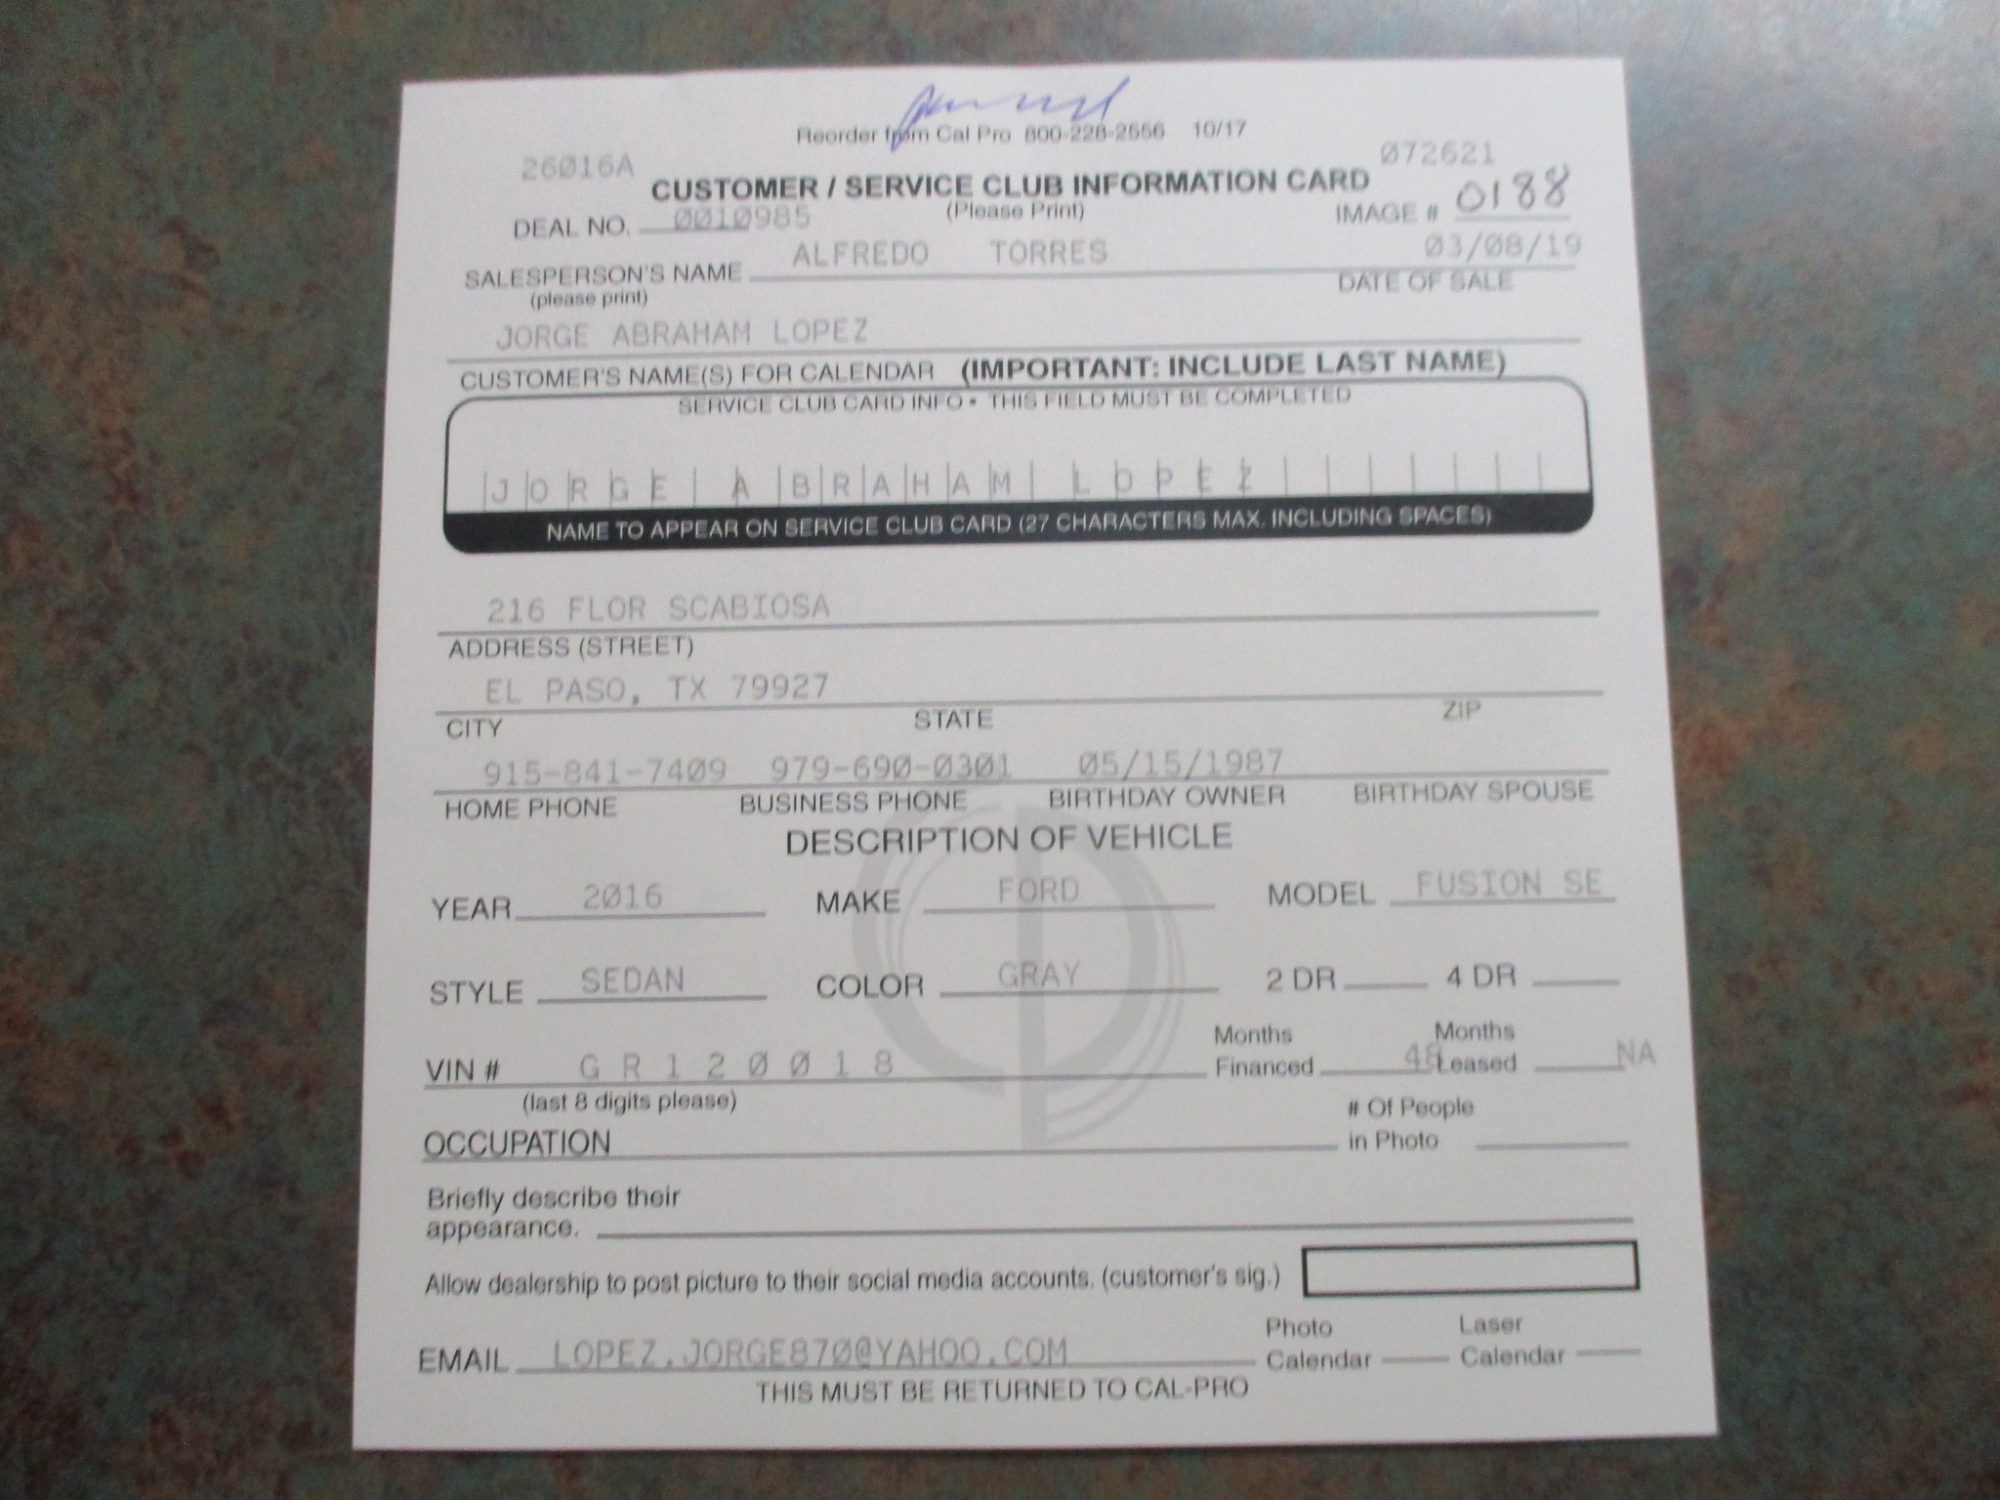 Reorder from Cal Pro 800-228-2556 10/17
26016A 072621
CUSTOMER / SERVICE CLUB INFORMATION CARD
(Please Print)
DEAL NO. 0010985 IMAGE # 0188
SALESPERSON'S NAME ALFREDO TORRES 03/08/19
(please print) DATE OF SALE
JORGE ABRAHAM LOPEZ
CUSTOMER'S NAME(S) FOR CALENDAR (IMPORTANT: INCLUDE LAST NAME)
SERVICE CLUB CARD INFO • THIS FIELD MUST BE COMPLETED
JORGE ABRAHAM LOPEZ
NAME TO APPEAR ON SERVICE CLUB CARD (27 CHARACTERS MAX. INCLUDING SPACES)
216 FLOR SCABIOSA
ADDRESS (STREET)
EL PASO, TX 79927
CITY STATE ZIP
915-841-7409 979-690-0301 05/15/1987
HOME PHONE BUSINESS PHONE BIRTHDAY OWNER BIRTHDAY SPOUSE
DESCRIPTION OF VEHICLE
YEAR 2016 MAKE FORD MODEL FUSION SE
STYLE SEDAN COLOR GRAY 2 DR 4 DR
Months Months
VIN # G R 1 2 0 0 1 8 Financed 48 Leased NA
(last 8 digits please) # Of People
OCCUPATION in Photo
Briefly describe their
appearance.
Allow dealership to post picture to their social media accounts. (customer's sig.)
Photo Laser
EMAIL LOPEZ.JORGE870@YAHOO.COM Calendar Calendar
THIS MUST BE RETURNED TO CAL-PRO